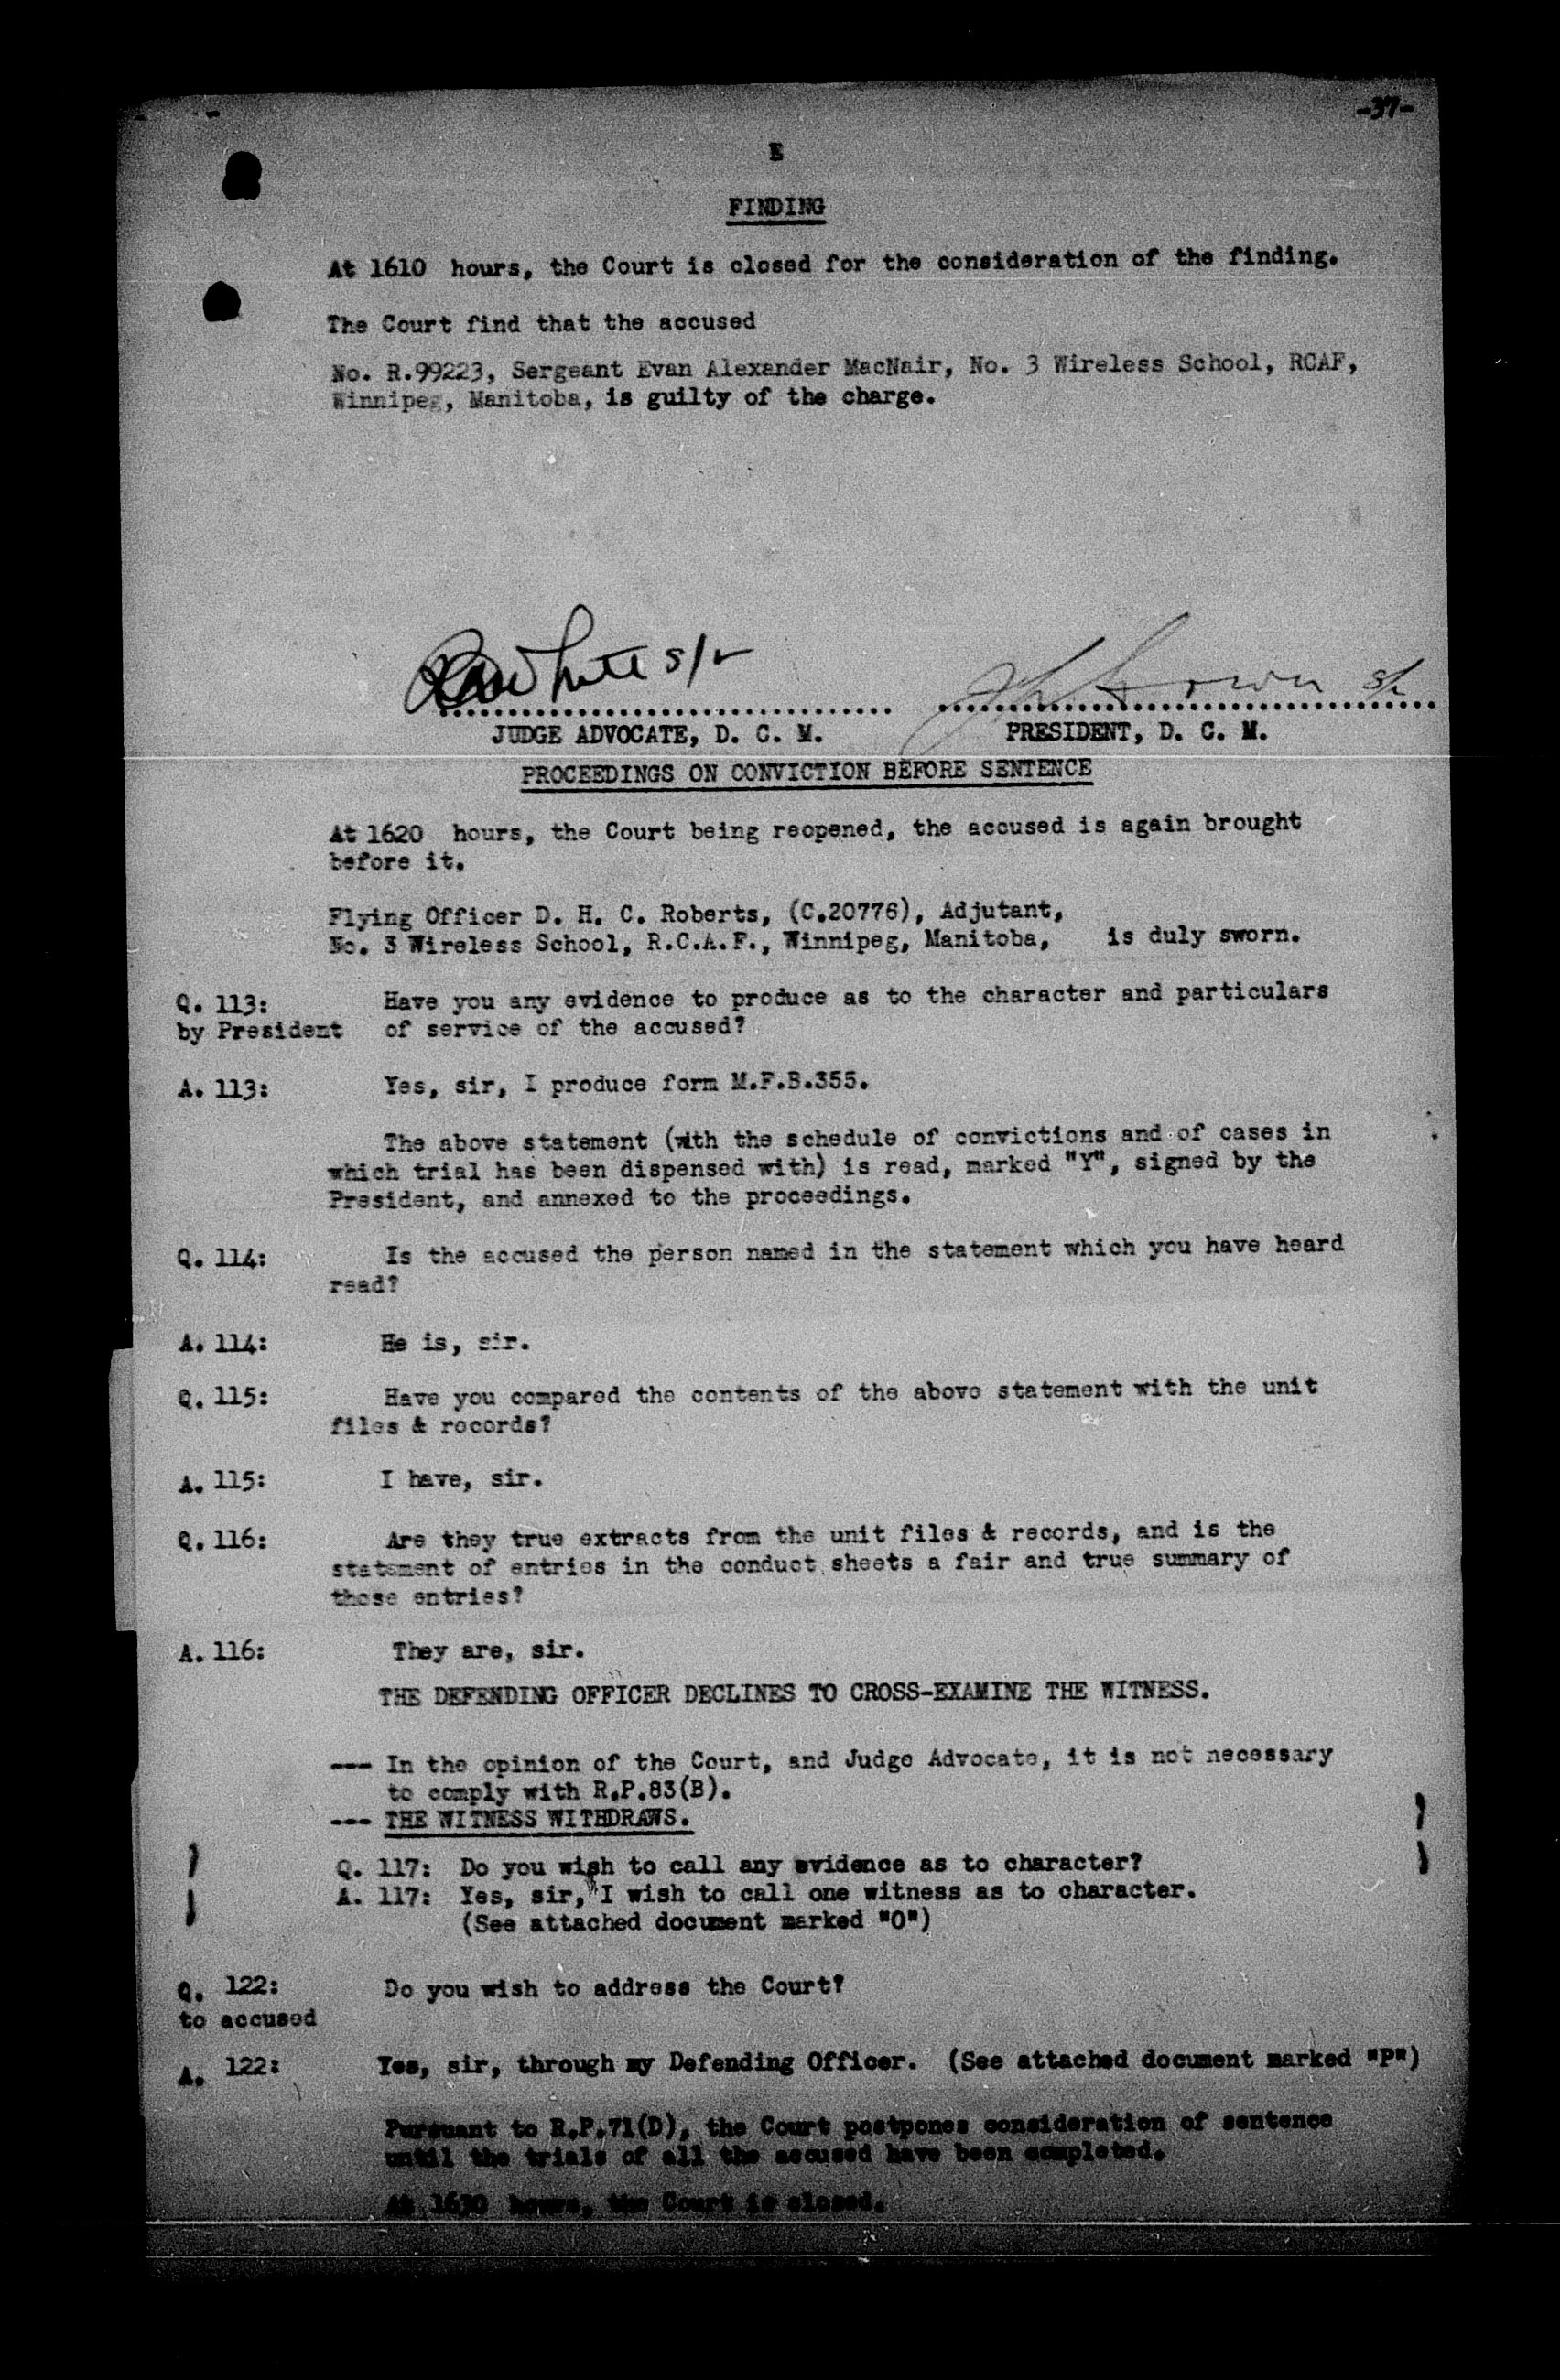 -37-
E
FINDING
At 1610 hours, the Court is closed for the consideration of the finding.
The Court find that the accused
No. R.99223, Sergeant Evan Alexander MacNair, No. 3 Wireless School, RCAF,
Winnipeg, Manitoba, is guilty of the charge.
White S/L
S/L
JUDGE ADVOCATE, D. C. M. PRESIDENT, D. C. M.
PROCEEDINGS ON CONVICTION BEFORE SENTENCE
At 1620 hours, the Court being reopened, the accused is again brought
before it.
Flying Officer D. H. C. Roberts, (C.20776), Adjutant,
No. 3 Wireless School, R.C.A.F., Winnipeg, Manitoba, is duly sworn.
Q. 113: Have you any evidence to produce as to the character and particulars
by President of service of the accused?
A. 113: Yes, sir, I produce form M.F.B.355.
The above statement (with the schedule of convictions and of cases in
which trial has been dispensed with) is read, marked "Y", signed by the
President, and annexed to the proceedings.
Q. 114: Is the accused the person named in the statement which you have heard
read?
A. 114: He is, sir.
Q. 115: Have you compared the contents of the above statement with the unit
files & records?
A. 115: I have, sir.
Q. 116: Are they true extracts from the unit files & records, and is the
statement of entries in the conduct sheets a fair and true summary of
those entries?
A. 116: They are, sir.
THE DEFENDING OFFICER DECLINES TO CROSS-EXAMINE THE WITNESS.
--- In the opinion of the Court, and Judge Advocate, it is not necessary
to comply with R.P.83(B).
--- THE WITNESS WITHDRAWS.
Q. 117: Do you wish to call any evidence as to character?
A. 117: Yes, sir, I wish to call one witness as to character.
(See attached document marked "O")
Q. 122: Do you wish to address the Court?
to accused
A. 122: Yes, sir, through my Defending Officer. (See attached document marked "P")
Pursuant to R.P.71(D), the Court postpones consideration of sentence
until the trials of all the accused have been completed.
At 1630 hours, the Court is closed.